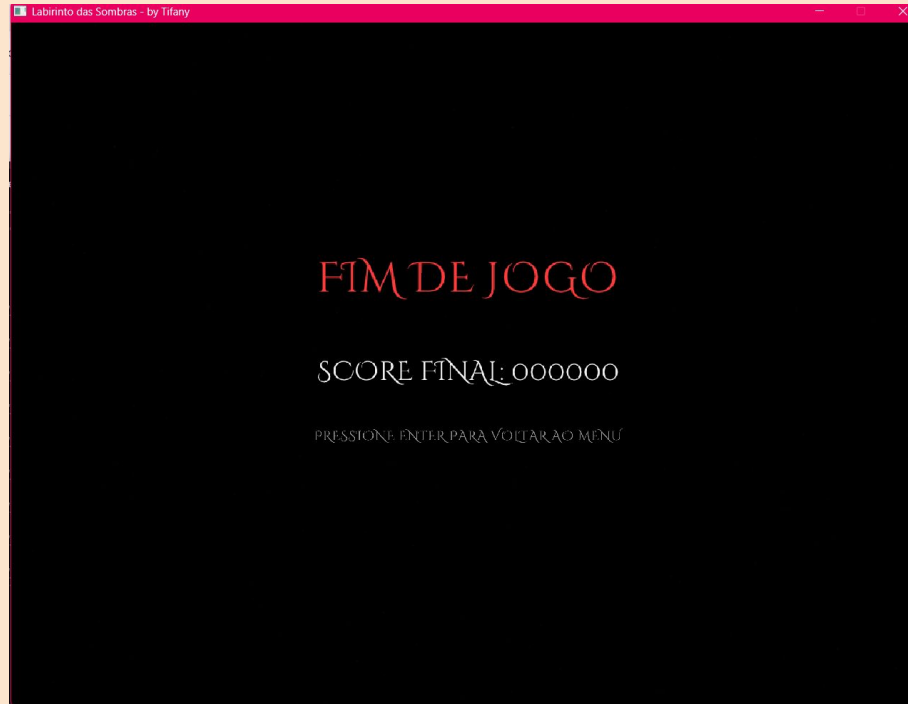 Labirinto das Sombras - by Tifany
FIM DE JOGO
SCORE FINAL: 000000
PRESSIONE ENTER PARA VOLTAR AO MENU